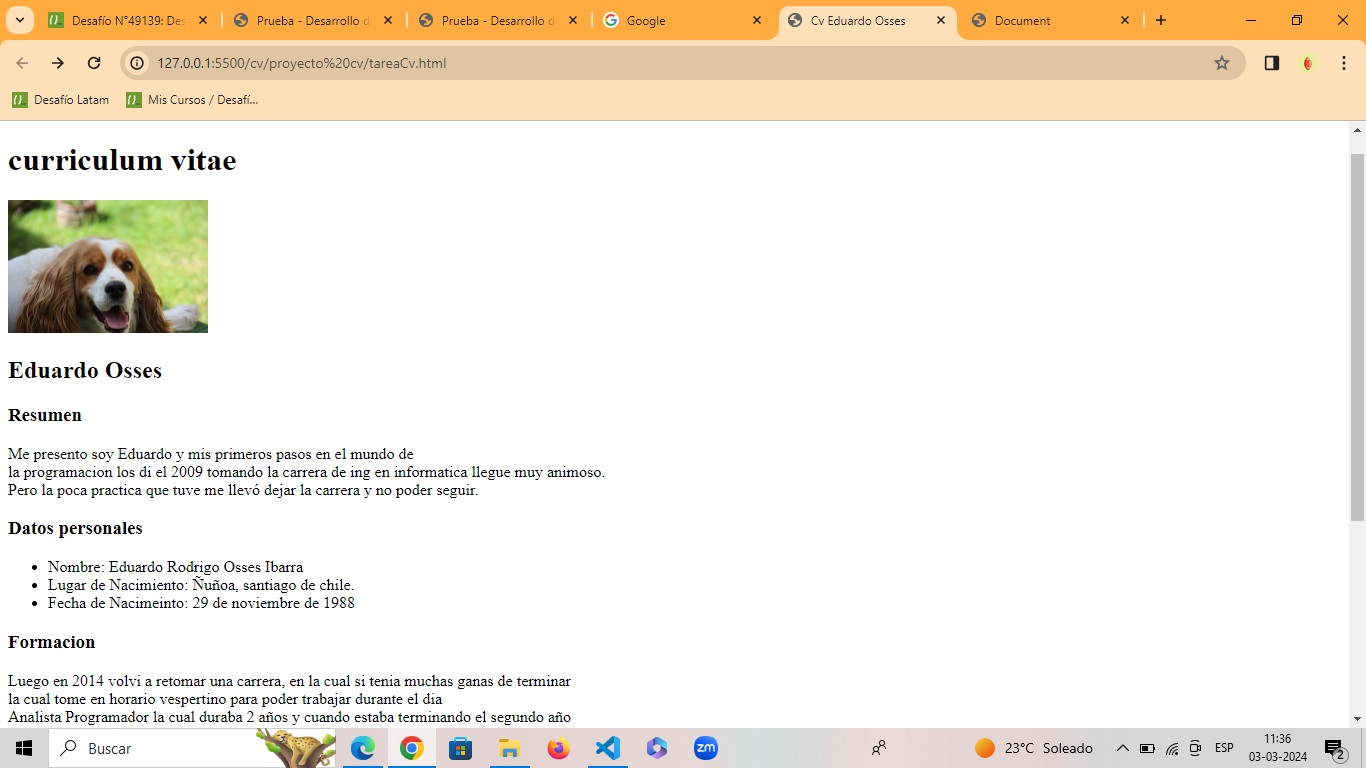 Desafío N°49139: Des
Prueba - Desarrollo d
Prueba - Desarrollo d
Google
Cv Eduardo Osses
Document
127.0.0.1:5500/cv/proyecto%20cv/tareaCv.html
Desafío Latam
Mis Cursos / Desafí...
curriculum vitae
Eduardo Osses
Resumen
Me presento soy Eduardo y mis primeros pasos en el mundo de
la programacion los di el 2009 tomando la carrera de ing en informatica llegue muy animoso.
Pero la poca practica que tuve me llevó dejar la carrera y no poder seguir.
Datos personales
• Nombre: Eduardo Rodrigo Osses Ibarra
• Lugar de Nacimiento: Ñuñoa, santiago de chile.
• Fecha de Nacimeinto: 29 de noviembre de 1988
Formacion
Luego en 2014 volvi a retomar una carrera, en la cual si tenia muchas ganas de terminar
la cual tome en horario vespertino para poder trabajar durante el dia
Analista Programador la cual duraba 2 años y cuando estaba terminando el segundo año
Buscar
zm
23°C Soleado
ESP
11:36
03-03-2024
2